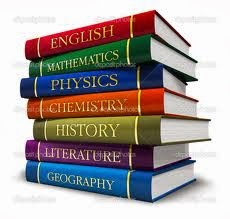 ENGLISH
MATHEMATICS
PHYSICS
CHEMISTRY
HISTORY
LITERATURE
GEOGRAPHY